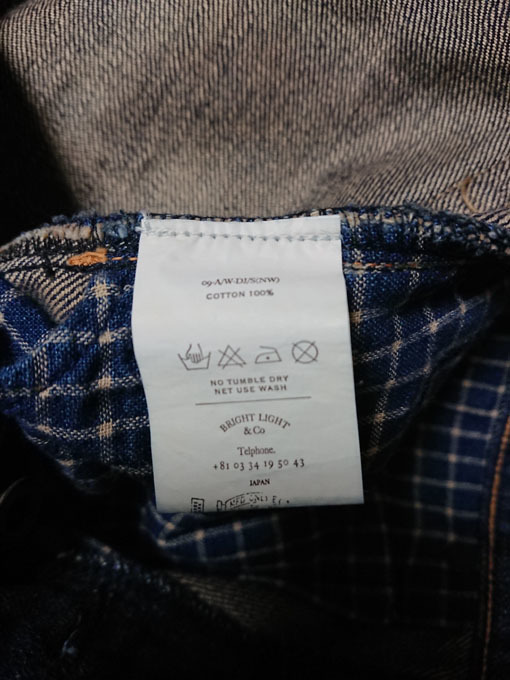 09-A/W-DI/S(NW)
COTTON 100%
NO TUMBLE DRY
NET USE WASH
BRIGHT LIGHT
& Co
Telphone.
+81 03 34 19 50 43
JAPAN